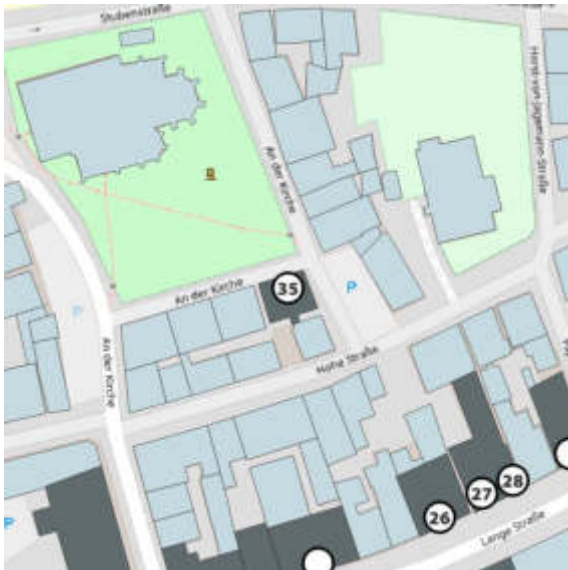 Stubenstraße
Horst-von-Jagemann-Straße
An der Kirche
An der Kirche
35
P
P
An der Kirche
Hohe Straße
28
27
26
P
Lange Straße